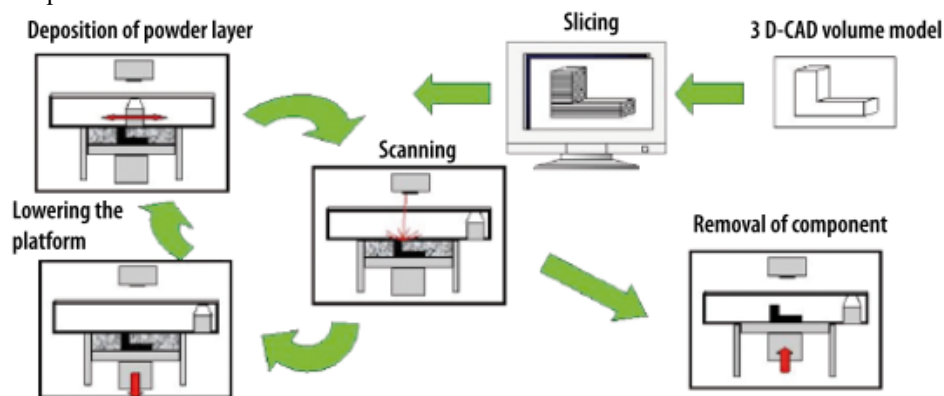 Deposition of powder layer
Slicing
3 D-CAD volume model
Scanning
Lowering the
platform
Removal of component